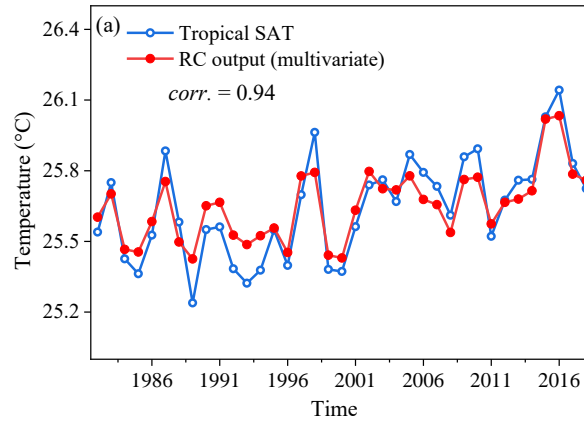 (a)
Tropical SAT
RC output (multivariate)
corr. = 0.94
Temperature (°C)
26.4
26.1
25.8
25.5
25.2
1986
1991
1996
2001
2006
2011
2016
Time